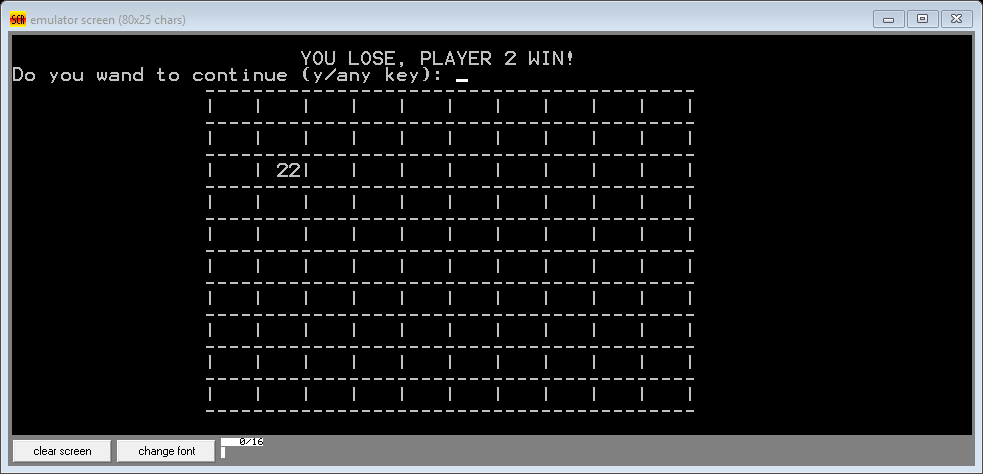 emulator screen (80x25 chars)
YOU LOSE, PLAYER 2 WIN!
Do you wand to continue (y/any key):
22
clear screen
change font
0/16